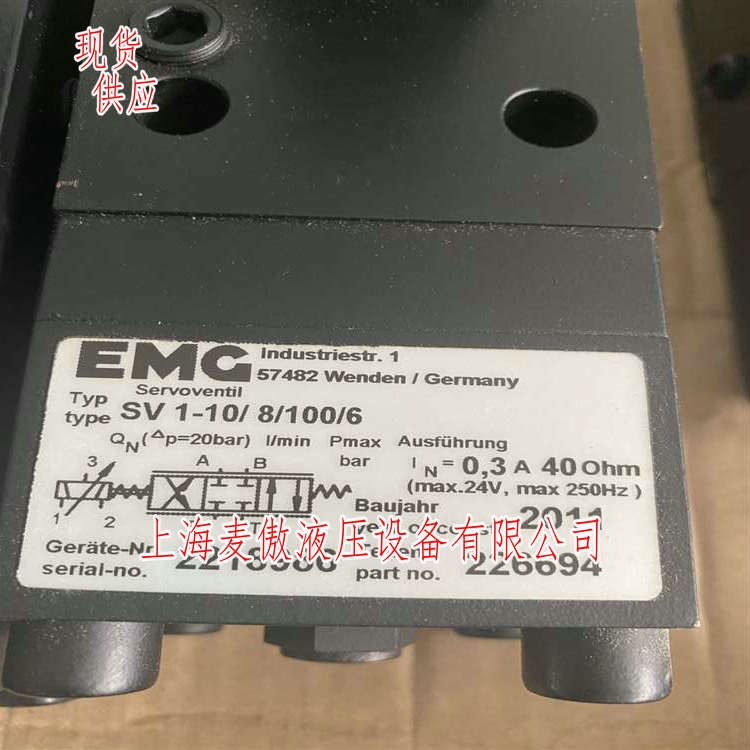 现货
供应
EMG
Industriestr. 1
57482 Wenden / Germany
Servoventil
Typ
type SV 1-10/ 8/100/6
QN (Δp=20bar) l/min Pmax bar Ausführung
IN = 0,3 A 40 Ohm
(max.24V, max 250Hz )
A B
3
1 2
T
Baujahr 2011
上海麦傲液压设备有限公司
Geräte-Nr
serial-no.
part no. 226694